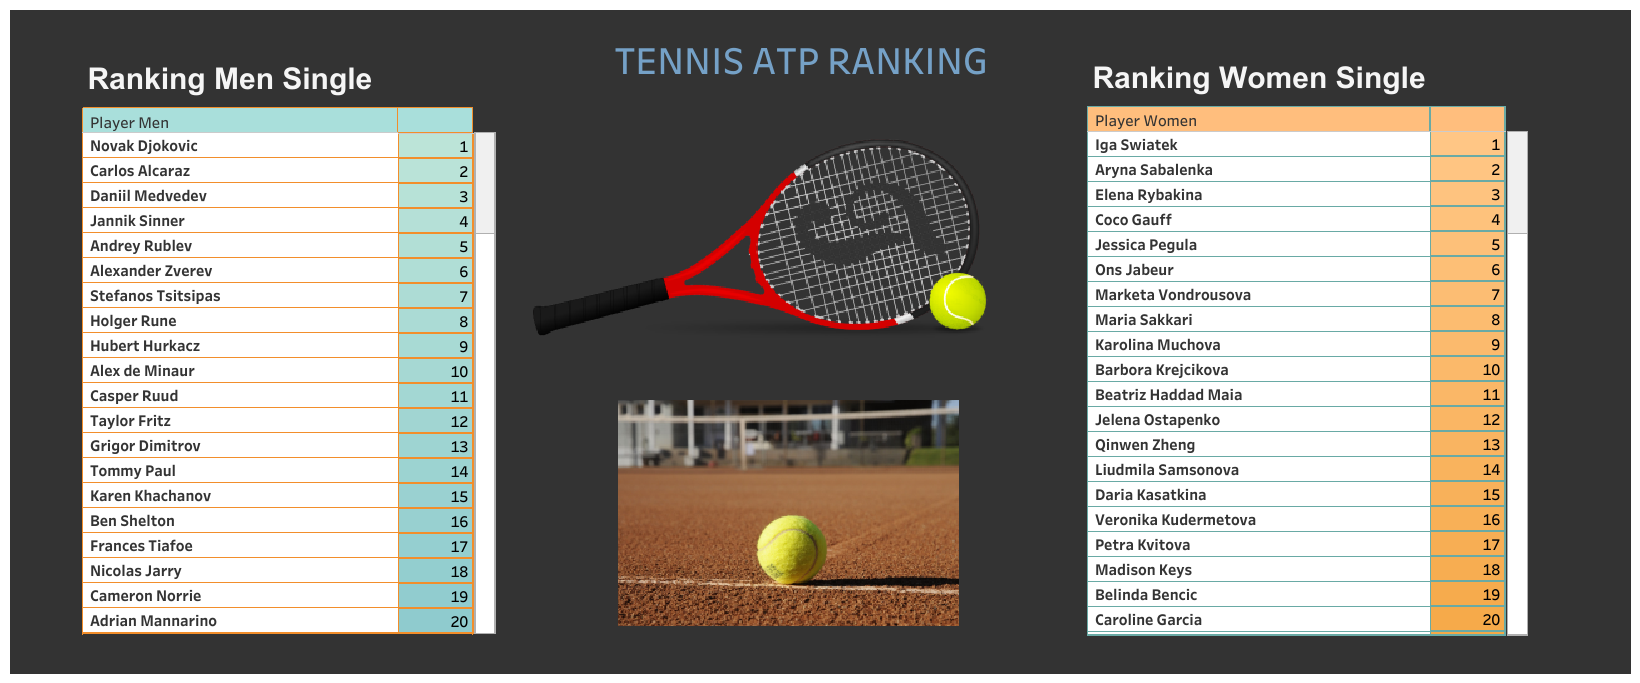 TENNIS ATP RANKING
Ranking Men Single
Player Men
Novak Djokovic 1
Carlos Alcaraz 2
Daniil Medvedev 3
Jannik Sinner 4
Andrey Rublev 5
Alexander Zverev 6
Stefanos Tsitsipas 7
Holger Rune 8
Hubert Hurkacz 9
Alex de Minaur 10
Casper Ruud 11
Taylor Fritz 12
Grigor Dimitrov 13
Tommy Paul 14
Karen Khachanov 15
Ben Shelton 16
Frances Tiafoe 17
Nicolas Jarry 18
Cameron Norrie 19
Adrian Mannarino 20
Ranking Women Single
Player Women
Iga Swiatek 1
Aryna Sabalenka 2
Elena Rybakina 3
Coco Gauff 4
Jessica Pegula 5
Ons Jabeur 6
Marketa Vondrousova 7
Maria Sakkari 8
Karolina Muchova 9
Barbora Krejcikova 10
Beatriz Haddad Maia 11
Jelena Ostapenko 12
Qinwen Zheng 13
Liudmila Samsonova 14
Daria Kasatkina 15
Veronika Kudermetova 16
Petra Kvitova 17
Madison Keys 18
Belinda Bencic 19
Caroline Garcia 20